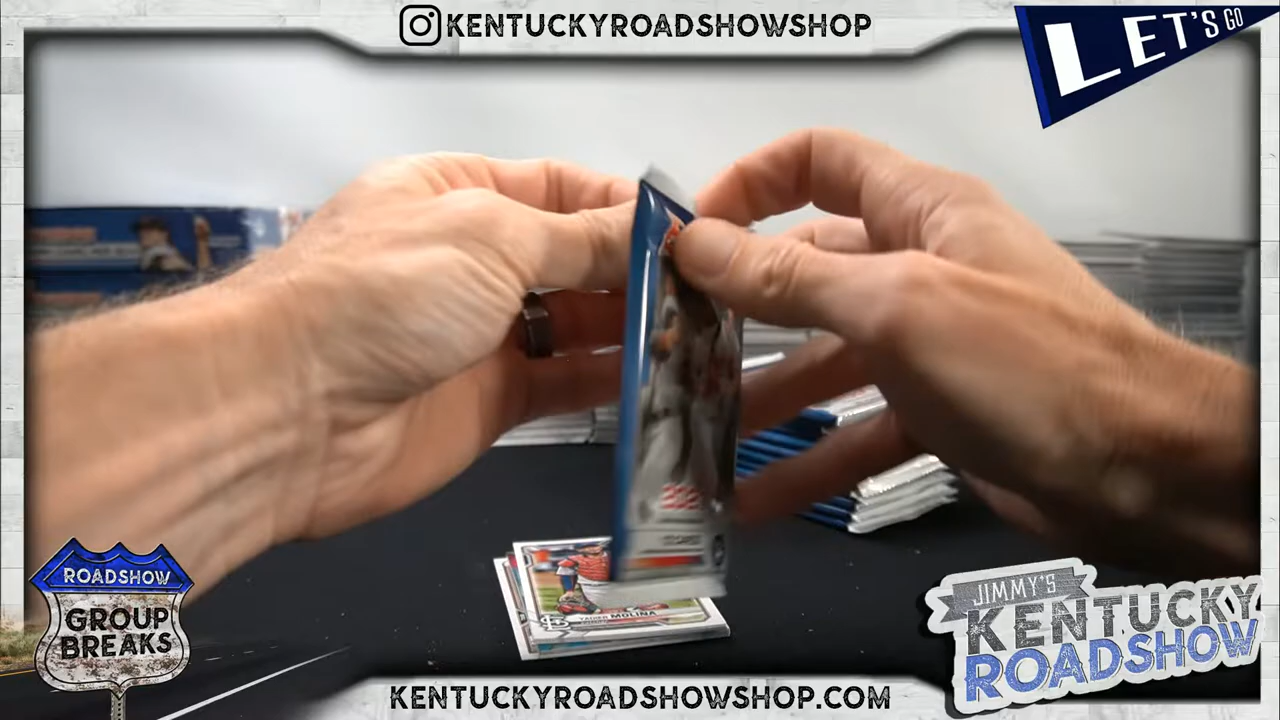 KENTUCKYROADSHOWSHOP
LET'S GO
YADIER MOLINA
ROADSHOW
GROUP
BREAKS
JIMMY'S
KENTUCKY
ROADSHOW
KENTUCKYROADSHOWSHOP.COM